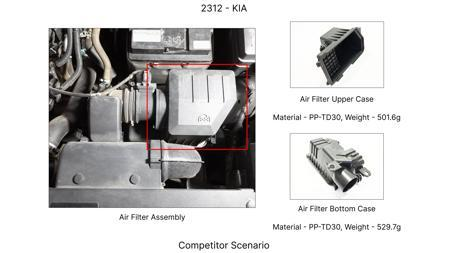 2312 - KIA
Air Filter Upper Case
Material - PP-TD30, Weight - 501.6g
Air Filter Assembly
Air Filter Bottom Case
Material - PP-TD30, Weight - 529.7g
Competitor Scenario